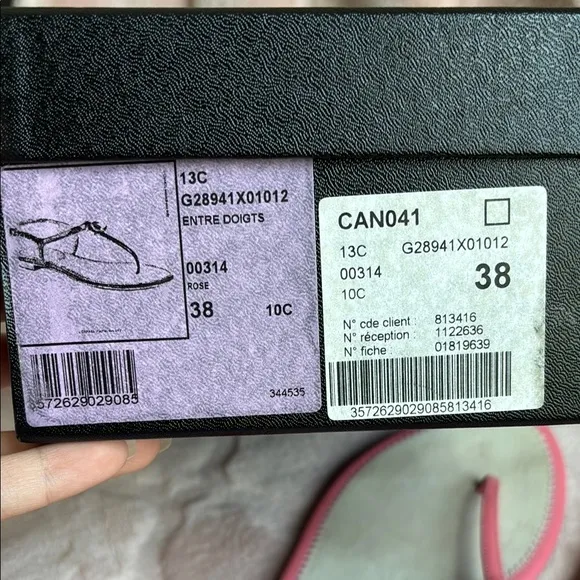 13C
G28941X01012
ENTRE DOIGTS
00314
ROSE
38 10C
3572629029085
344535
CAN041
13C G28941X01012
00314 38
10C
N° cde client : 813416
N° réception : 1122636
N° fiche : 01819639
3572629029085813416